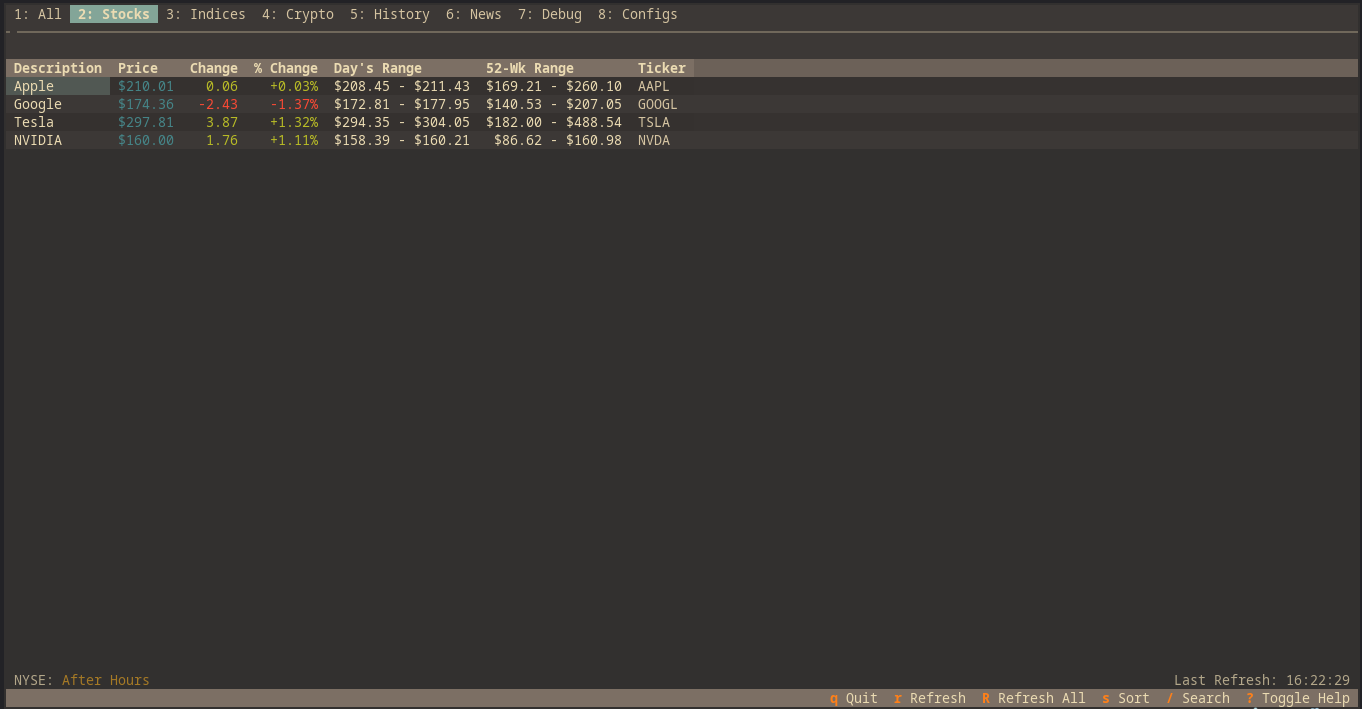 1: All 2: Stocks 3: Indices 4: Crypto 5: History 6: News 7: Debug 8: Configs
Description Price Change % Change Day's Range 52-Wk Range Ticker
Apple $210.01 0.06 +0.03% $208.45 - $211.43 $169.21 - $260.10 AAPL
Google $174.36 -2.43 -1.37% $172.81 - $177.95 $140.53 - $207.05 GOOGL
Tesla $297.81 3.87 +1.32% $294.35 - $304.05 $182.00 - $488.54 TSLA
NVIDIA $160.00 1.76 +1.11% $158.39 - $160.21 $86.62 - $160.98 NVDA
NYSE: After Hours Last Refresh: 16:22:29
q Quit r Refresh R Refresh All s Sort / Search ? Toggle Help